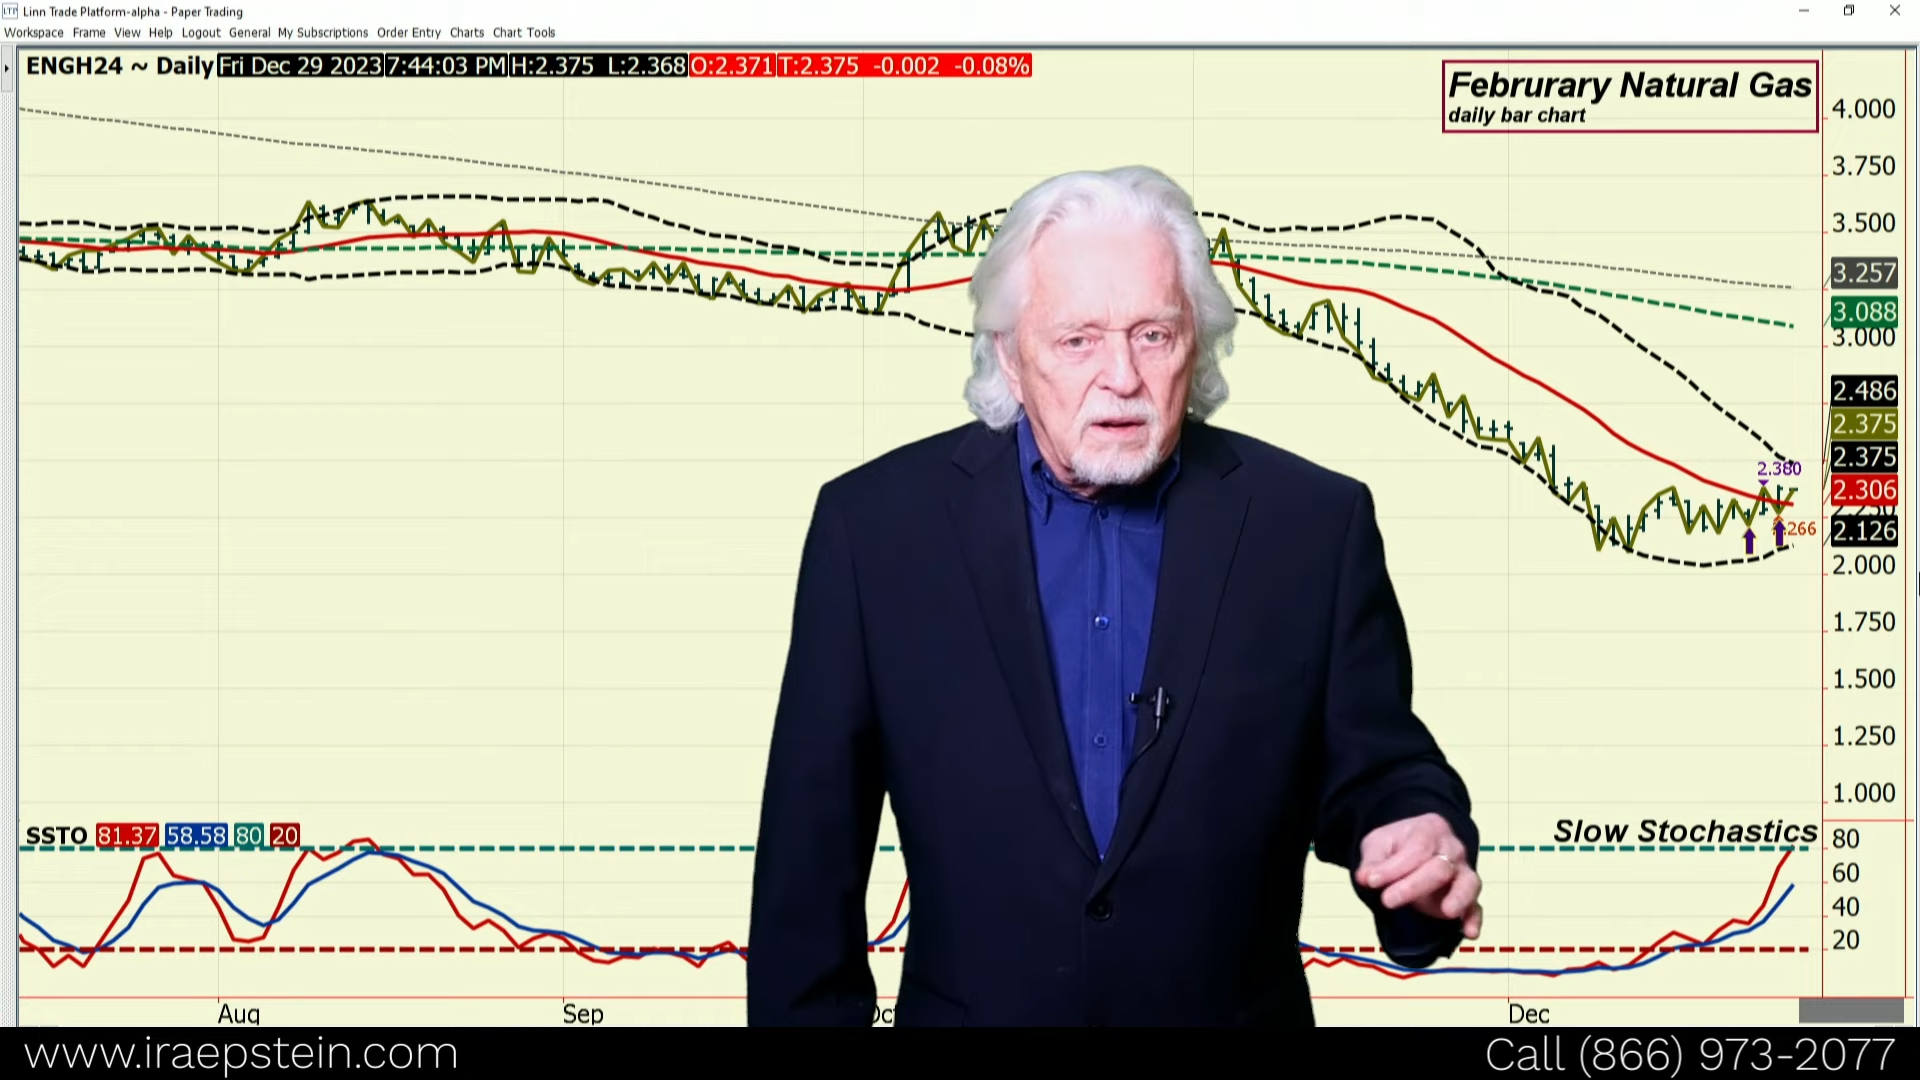 LTP Linn Trade Platform-alpha - Paper Trading
Workspace Frame View Help Logout General My Subscriptions Order Entry Charts Chart Tools
ENGH24 ~ Daily Fri Dec 29 2023 7:44:03 PM H:2.375 L:2.368 O:2.371 T:2.375 -0.002 -0.08%
Februrary Natural Gas
daily bar chart
4.000
3.750
3.500
3.257
3.088
3.000
2.486
2.375
2.375
2.380
2.306
2.250
266
2.126
2.000
1.750
1.500
1.250
1.000
SSTO 81.37 58.58 80 20
Slow Stochastics
80
60
40
20
Aug Sep Oct Dec
www.iraepstein.com
Call (866) 973-2077